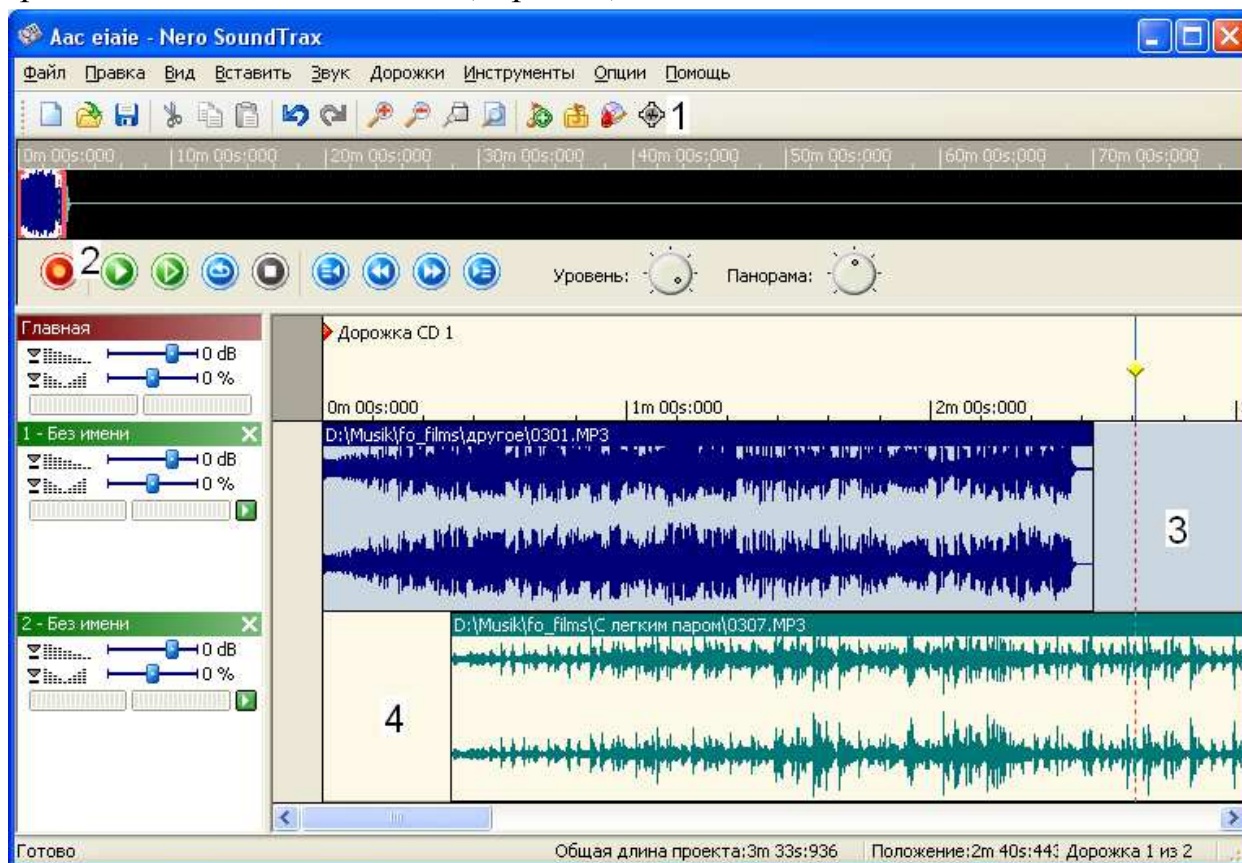 Aac eiaie - Nero SoundTrax
Файл Правка Вид Вставить Звук Дорожки Инструменты Опции Помощь
1
0m 00s:000 10m 00s:000 20m 00s:000 30m 00s:000 40m 00s:000 50m 00s:000 60m 00s:000 70m 00s:000
2
Уровень: Панорама:
Главная
0 dB
0 %
Дорожка CD 1
0m 00s:000 1m 00s:000 2m 00s:000
1 - Без имени
0 dB
0 %
D:\Musik\fo_films\другое\0301.MP3
3
2 - Без имени
0 dB
0 %
D:\Musik\fo_films\С легким паром\0307.MP3
4
Готово Общая длина проекта:3m 33s:936 Положение:2m 40s:443 Дорожка 1 из 2